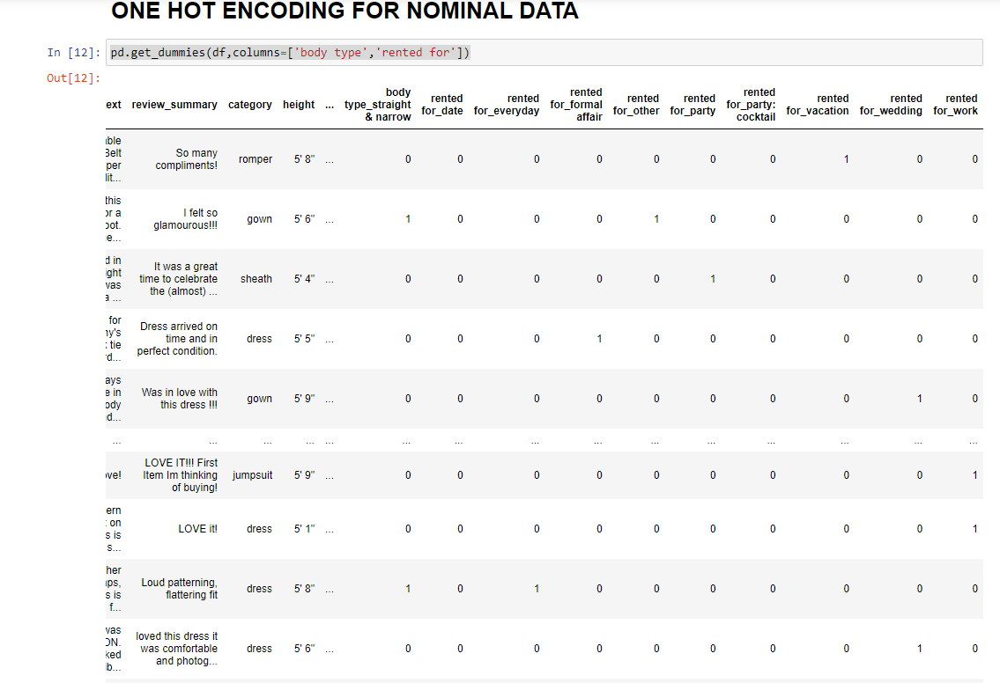 ONE HOT ENCODING FOR NOMINAL DATA
In [12]: pd.get_dummies(df,columns=['body type','rented for'])
Out[12]:
ext review_summary category height ... body type_straight & narrow rented for_date rented for_everyday rented for_formal affair rented for_other rented for_party rented for_party: cocktail rented for_vacation rented for_wedding rented for_work
able Belt per lit... So many compliments! romper 5' 8" ... 0 0 0 0 0 0 0 1 0 0
this or a oot. e... I felt so glamourous!!! gown 5' 6" ... 1 0 0 0 1 0 0 0 0 0
d in ight was a ... It was a great time to celebrate the (almost) ... sheath 5' 4" ... 0 0 0 0 0 1 0 0 0 0
for ny's tie rd... Dress arrived on time and in perfect condition. dress 5' 5" ... 0 0 0 1 0 0 0 0 0 0
ays e in ody d... Was in love with this dress !!! gown 5' 9" ... 0 0 0 0 0 0 0 0 1 0
... ... ... ... ... ... ... ... ... ... ... ... ... ... ...
ove! LOVE IT!!! First Item Im thinking of buying! jumpsuit 5' 9" ... 0 0 0 0 0 0 0 0 0 1
ern on s is s... LOVE it! dress 5' 1" ... 0 0 0 0 0 0 0 0 0 1
her aps, s is f... Loud patterning, flattering fit dress 5' 8" ... 1 0 1 0 0 0 0 0 0 0
was ON. ked lb... loved this dress it was comfortable and photog... dress 5' 6" ... 0 0 0 0 0 0 0 0 1 0